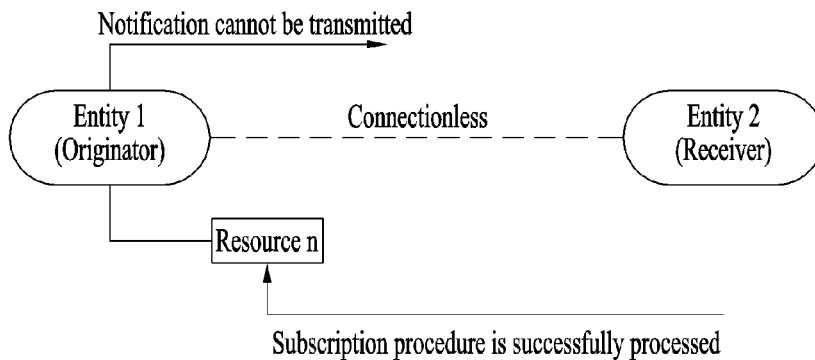 Notification cannot be transmitted
Entity 1
(Originator)
Connectionless
Entity 2
(Receiver)
Resource n
Subscription procedure is successfully processed